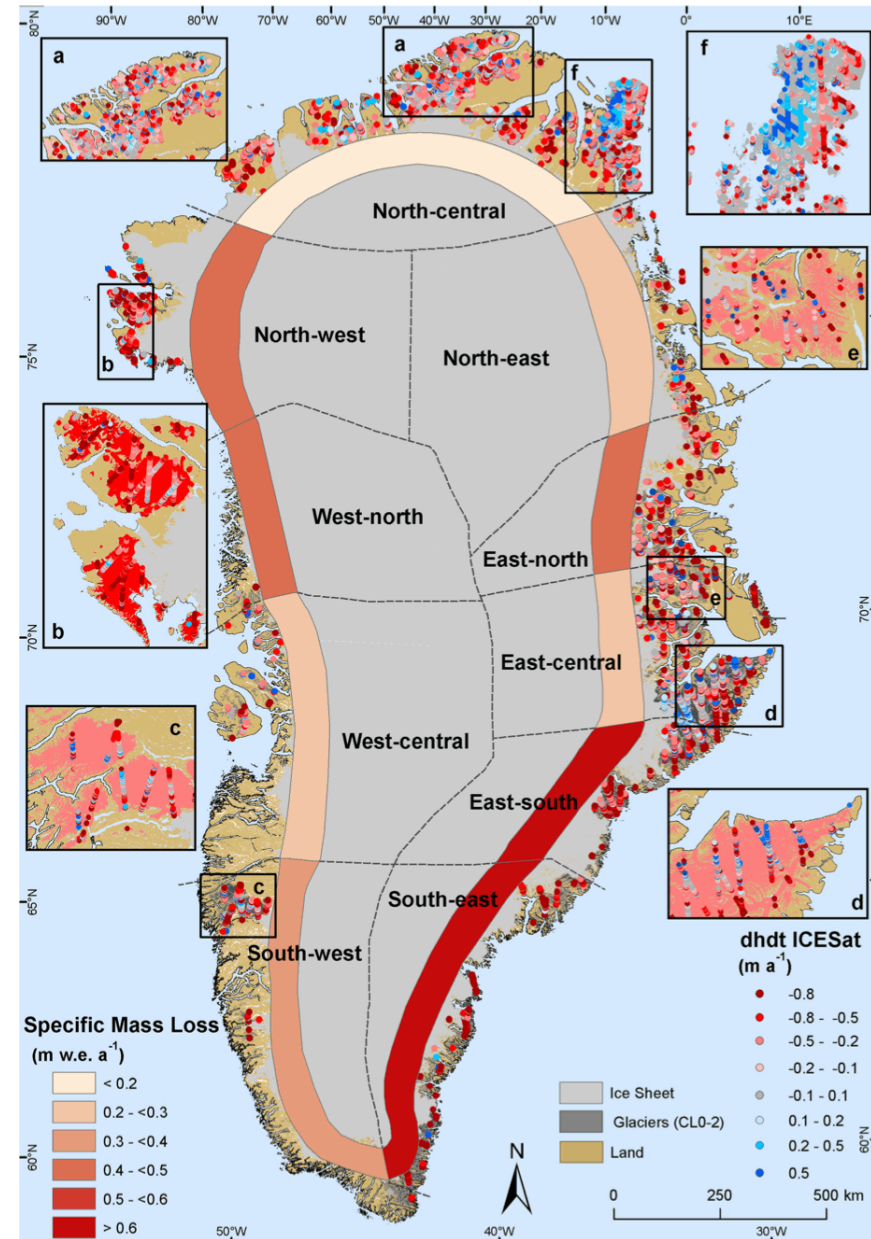 90°W 80°W 70°W 60°W 50°W 40°W 30°W 20°W 10°W 0° 10°E
80°N
80°N
a
a
f
f
North-central
North-west
North-east
75°N
75°N
b
e
b
West-north
East-north
e
70°N
70°N
East-central
d
c
West-central
East-south
d
65°N
c
South-east
South-west
dhdt ICESat
(m a⁻¹)
-0.8
-0.8 - -0.5
-0.5 - -0.2
-0.2 - -0.1
-0.1 - 0.1
0.1 - 0.2
0.2 - 0.5
0.5
Specific Mass Loss
(m w.e. a⁻¹)
< 0.2
0.2 - <0.3
0.3 - <0.4
0.4 - <0.5
0.5 - <0.6
> 0.6
Ice Sheet
Glaciers (CL0-2)
Land
N
0 250 500 km
60°N
60°N
50°W 40°W 30°W